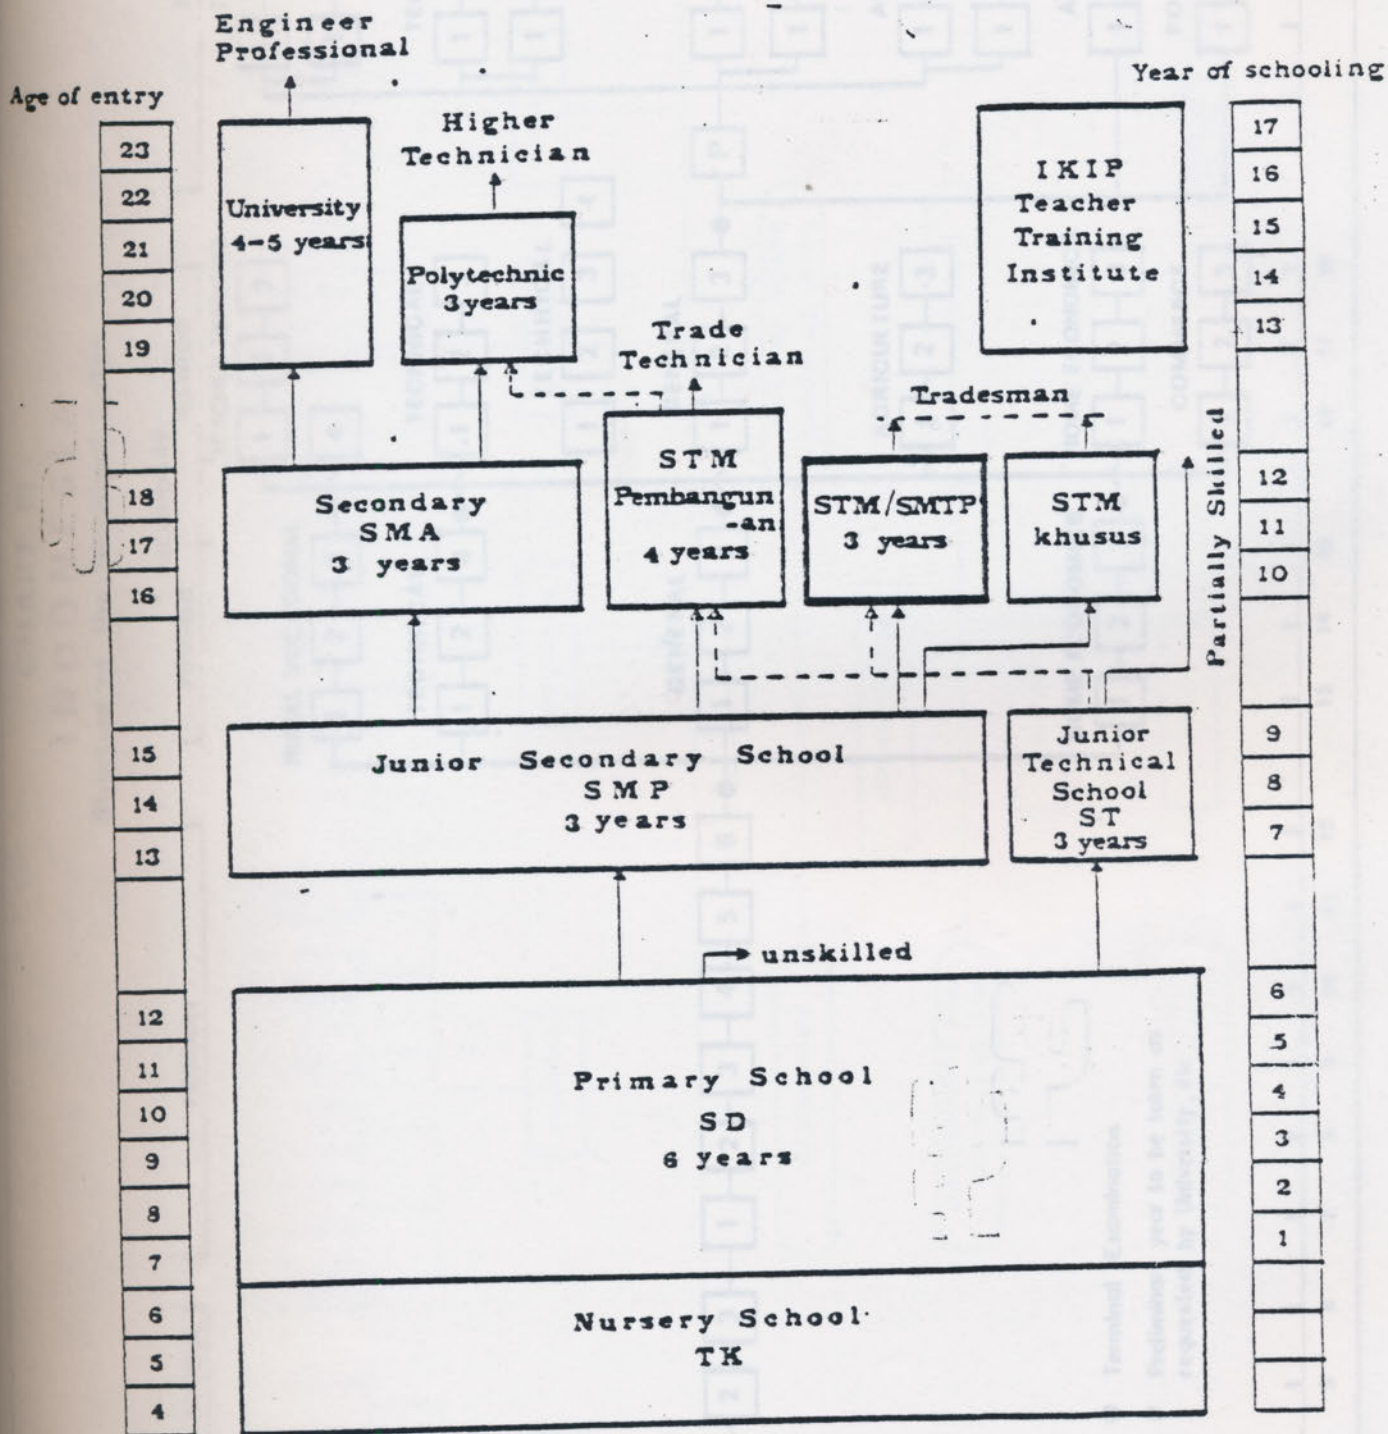 Engineer
Professional
Year of schooling
Age of entry
Higher
Technician
23
22
21
20
19
18
17
16
15
14
13
12
11
10
9
8
7
6
5
4
University
4-5 years
Polytechnic
3 years
IKIP
Teacher
Training
Institute
Trade
Technician
Tradesman
Secondary
SMA
3 years
STM
Pembangun
-an
4 years
STM/SMTP
3 years
STM
khusus
Partially Skilled
Junior Secondary School
SMP
3 years
Junior
Technical
School
ST
3 years
unskilled
Primary School
SD
6 years
Nursery School
TK
17
16
15
14
13
12
11
10
9
8
7
6
5
4
3
2
1